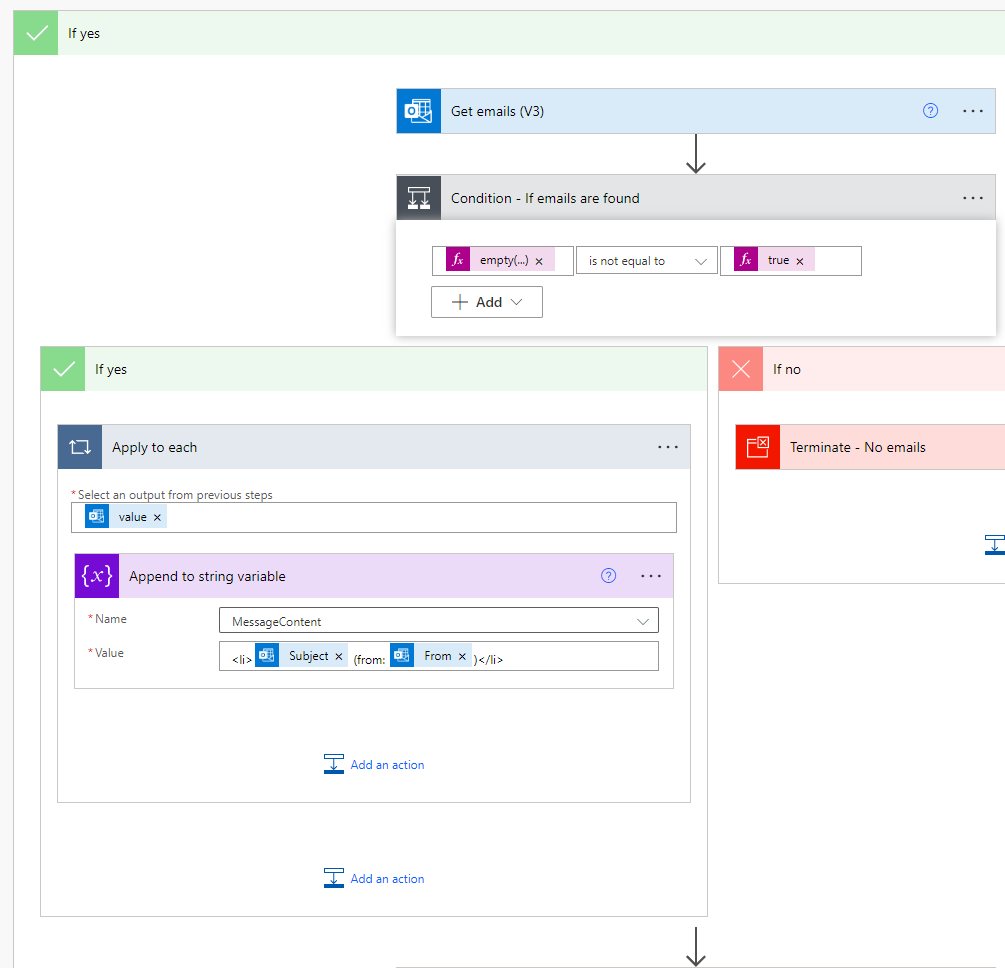 If yes
Get emails (V3)
Condition - If emails are found
fx empty(...) × is not equal to fx true ×
Add
If yes
If no
Apply to each
Terminate - No emails
* Select an output from previous steps
value ×
{x} Append to string variable
* Name MessageContent
* Value <li> Subject × (from: From × )</li>
Add an action
Add an action